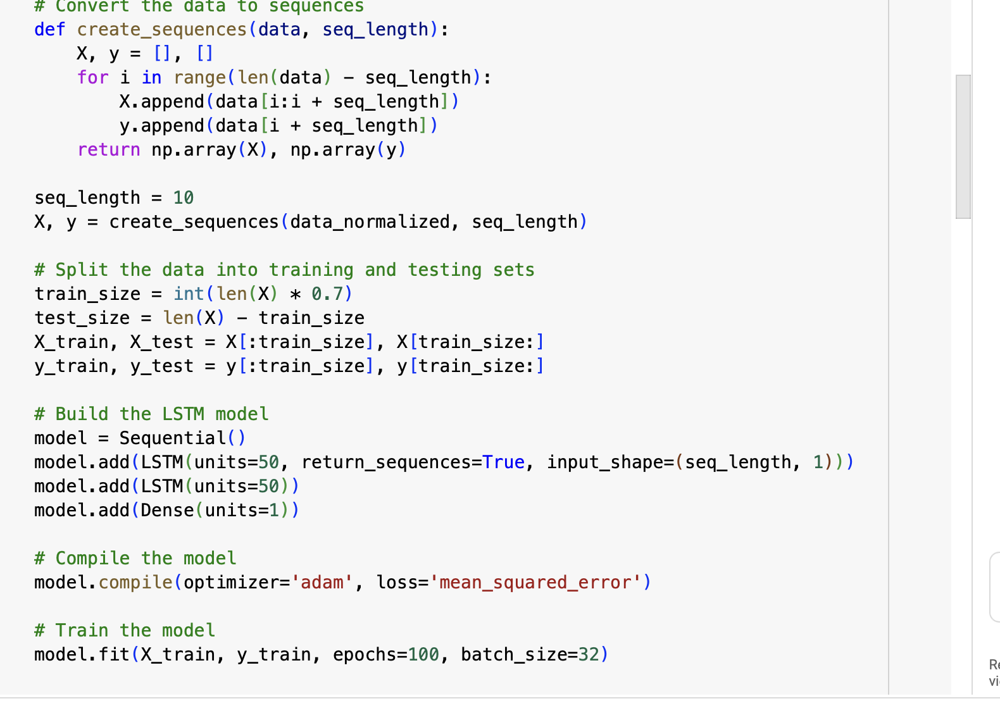 # Convert the data to sequences
def create_sequences(data, seq_length):
    X, y = [], []
    for i in range(len(data) - seq_length):
        X.append(data[i:i + seq_length])
        y.append(data[i + seq_length])
    return np.array(X), np.array(y)

seq_length = 10
X, y = create_sequences(data_normalized, seq_length)

# Split the data into training and testing sets
train_size = int(len(X) * 0.7)
test_size = len(X) - train_size
X_train, X_test = X[:train_size], X[train_size:]
y_train, y_test = y[:train_size], y[train_size:]

# Build the LSTM model
model = Sequential()
model.add(LSTM(units=50, return_sequences=True, input_shape=(seq_length, 1)))
model.add(LSTM(units=50))
model.add(Dense(units=1))

# Compile the model
model.compile(optimizer='adam', loss='mean_squared_error')

# Train the model
model.fit(X_train, y_train, epochs=100, batch_size=32)